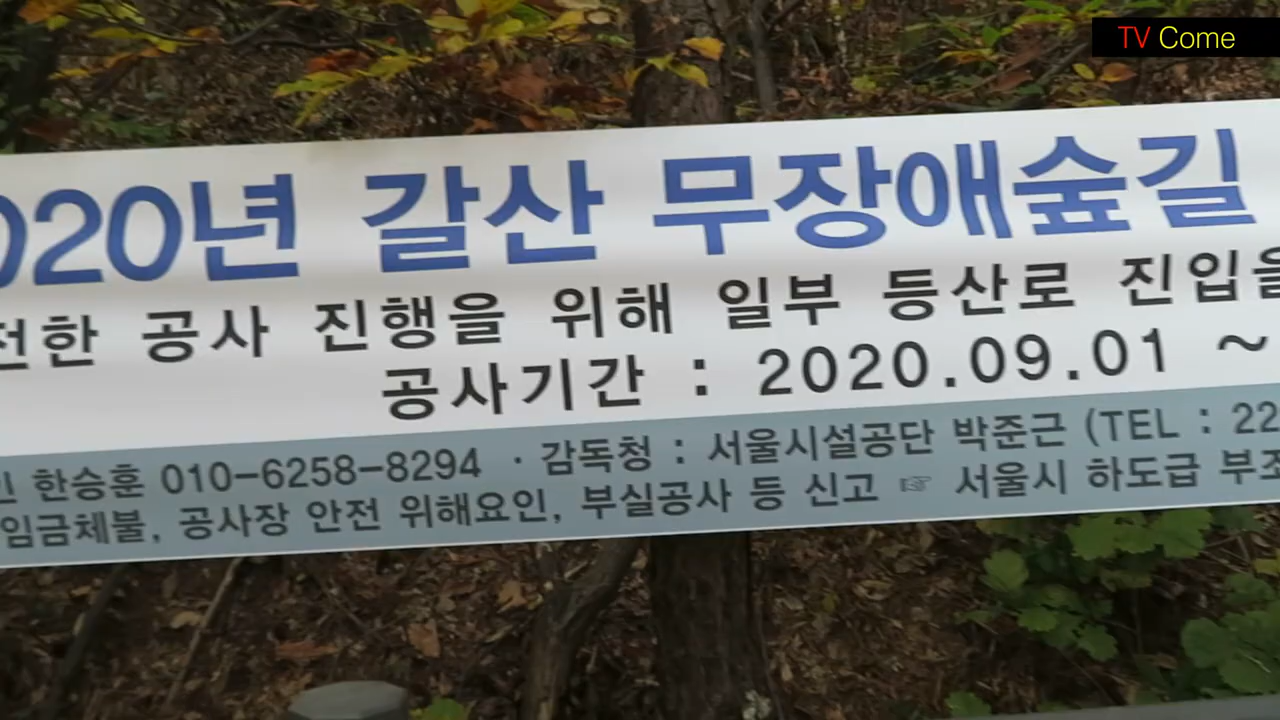 TV Come
020년 갈산 무장애숲길
전한 공사 진행을 위해 일부 등산로 진입을
공사기간 : 2020.09.01 ~
한승훈 010-6258-8294 · 감독청 : 서울시설공단 박준근 (TEL : 22
임금체불, 공사장 안전 위해요인, 부실공사 등 신고 ☞ 서울시 하도급 부조